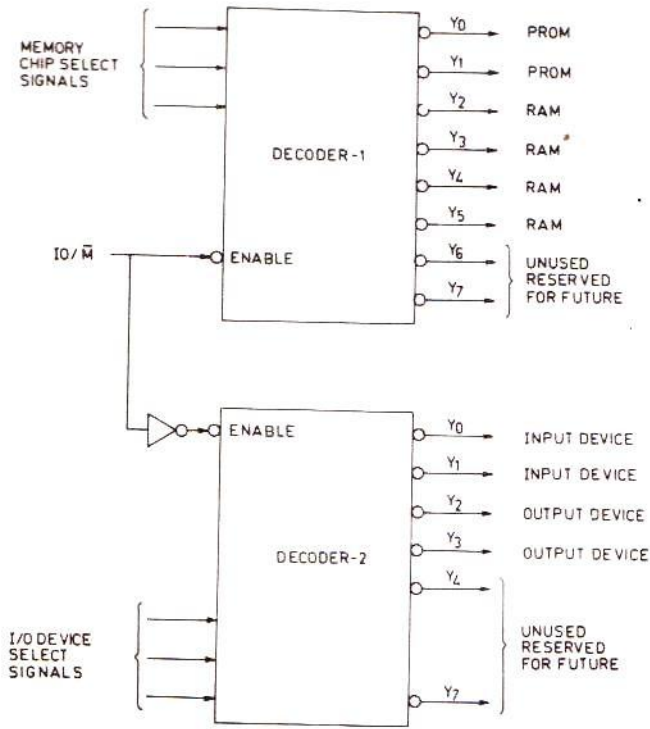 MEMORY
CHIP SELECT
SIGNALS
Y0
PROM
Y1
PROM
Y2
RAM
DECODER-1
Y3
RAM
Y4
RAM
Y5
RAM
IO/M̅
ENABLE
Y6
Y7
UNUSED
RESERVED
FOR FUTURE
ENABLE
Y0
INPUT DEVICE
Y1
INPUT DEVICE
Y2
OUTPUT DEVICE
DECODER-2
Y3
OUTPUT DEVICE
Y4
I/O DEVICE
SELECT
SIGNALS
UNUSED
RESERVED
FOR FUTURE
Y7